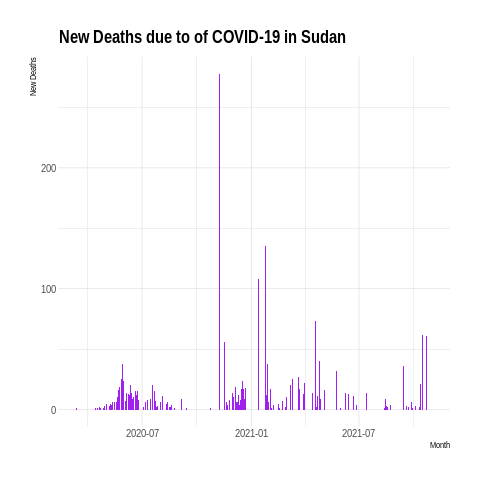 New Deaths due to of COVID-19 in Sudan
New Deaths
200
100
0
2020-07
2021-01
2021-07
Month